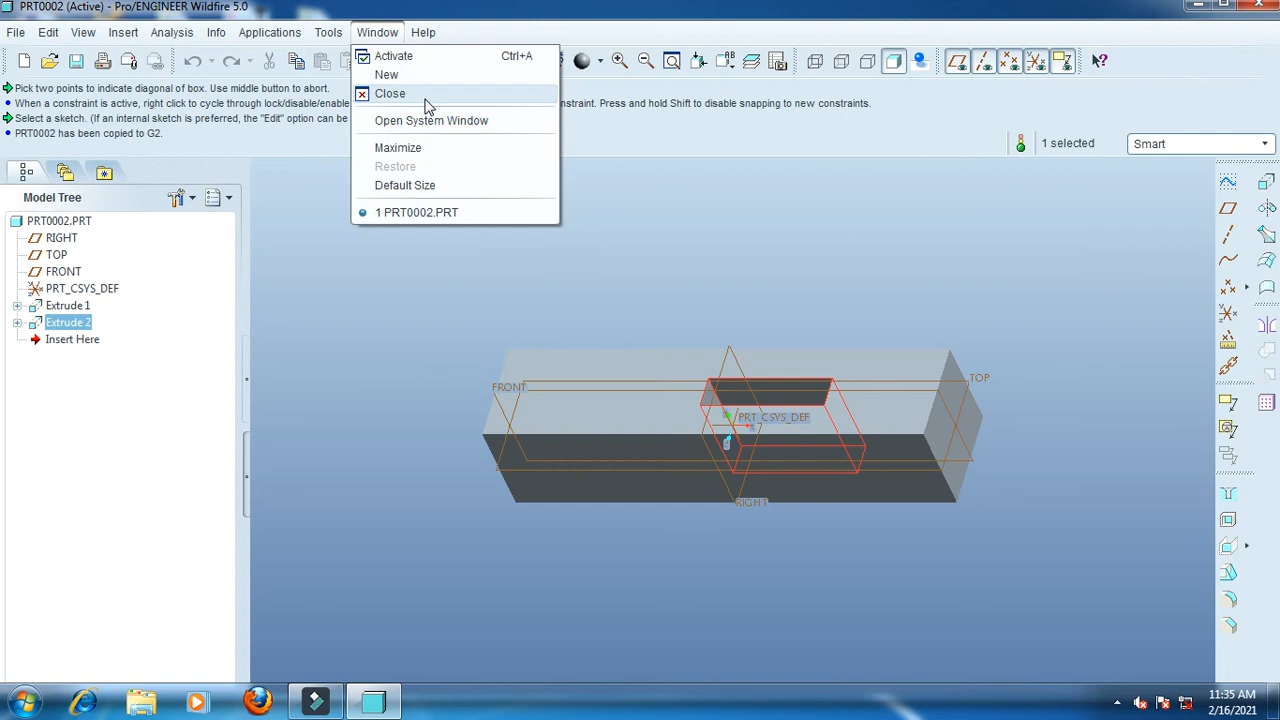 PRT0002 (Active) - Pro/ENGINEER Wildfire 5.0
File Edit View Insert Analysis Info Applications Tools Window Help
Activate Ctrl+A
New
Close
Open System Window
Maximize
Restore
Default Size
1 PRT0002.PRT
Pick two points to indicate diagonal of box. Use middle button to abort.
When a constraint is active, right click to cycle through lock/disable/enable
onstraint. Press and hold Shift to disable snapping to new constraints.
Select a sketch. (If an internal sketch is preferred, the "Edit" option can be
PRT0002 has been copied to G2.
1 selected
Smart
Model Tree
PRT0002.PRT
RIGHT
TOP
FRONT
PRT_CSYS_DEF
Extrude 1
Extrude 2
Insert Here
FRONT
TOP
PRT_CSYS_DEF
RIGHT
11:35 AM
2/16/2021